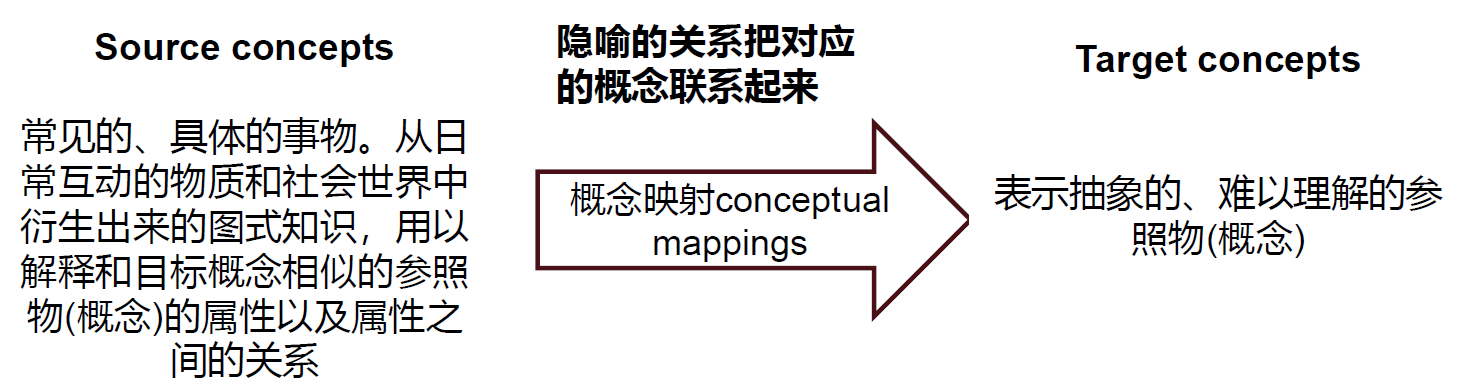 Source concepts
常见的、具体的事物。从日
常互动的物质和社会世界中
衍生出来的图式知识，用以
解释和目标概念相似的参照
物(概念)的属性以及属性之
间的关系
隐喻的关系把对应
的概念联系起来
概念映射conceptual
mappings
Target concepts
表示抽象的、难以理解的参
照物(概念)